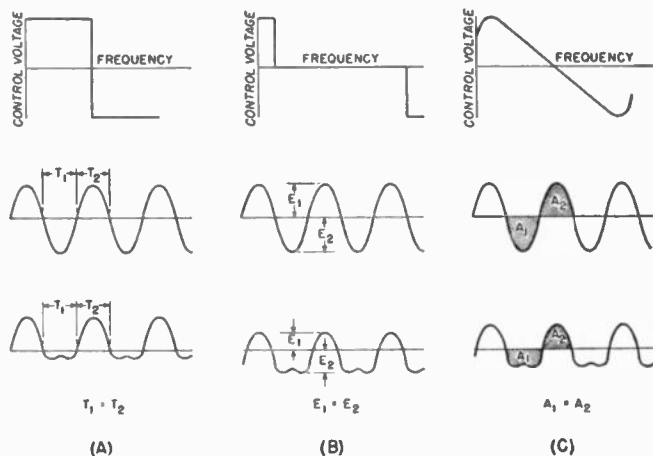 CONTROL VOLTAGE
FREQUENCY
CONTROL VOLTAGE
FREQUENCY
CONTROL VOLTAGE
FREQUENCY
T₁ T₂
E₁
E₂
A₁
A₂
T₁ T₂
E₁
E₂
A₁
A₂
T₁ = T₂
E₁ = E₂
A₁ = A₂
(A)
(B)
(C)